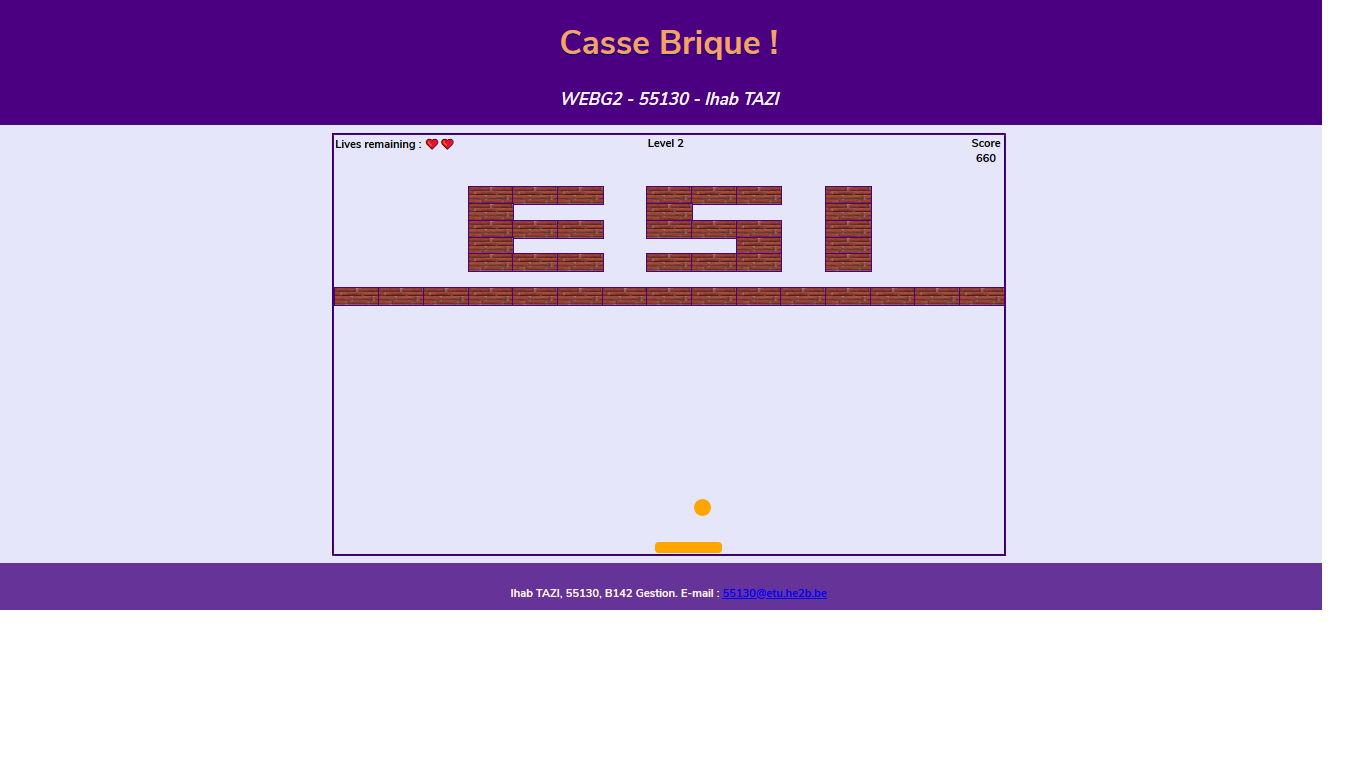 Casse Brique !
WEBG2 - 55130 - Ihab TAZI
Lives remaining :
Level 2
Score
660
ESI
Ihab TAZI, 55130, B142 Gestion. E-mail : 55130@etu.he2b.be